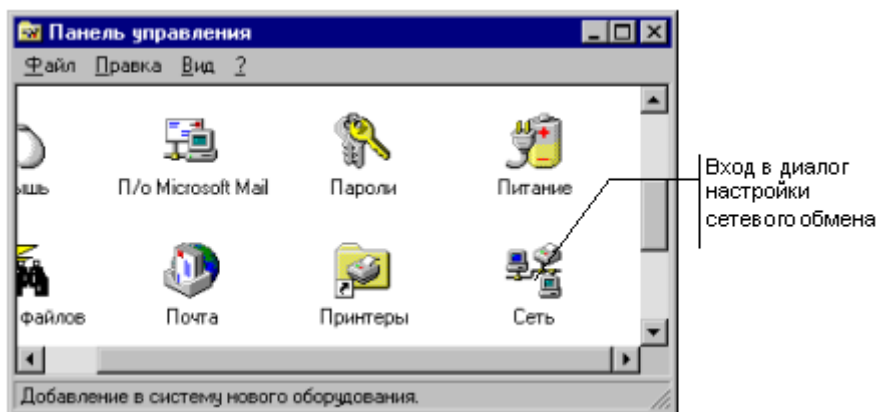 Панель управления
Файл Правка Вид ?
ышь П/о Microsoft Mail Пароли Питание
файлов Почта Принтеры Сеть
Добавление в систему нового оборудования.
Вход в диалог
настройки
сетевого обмена